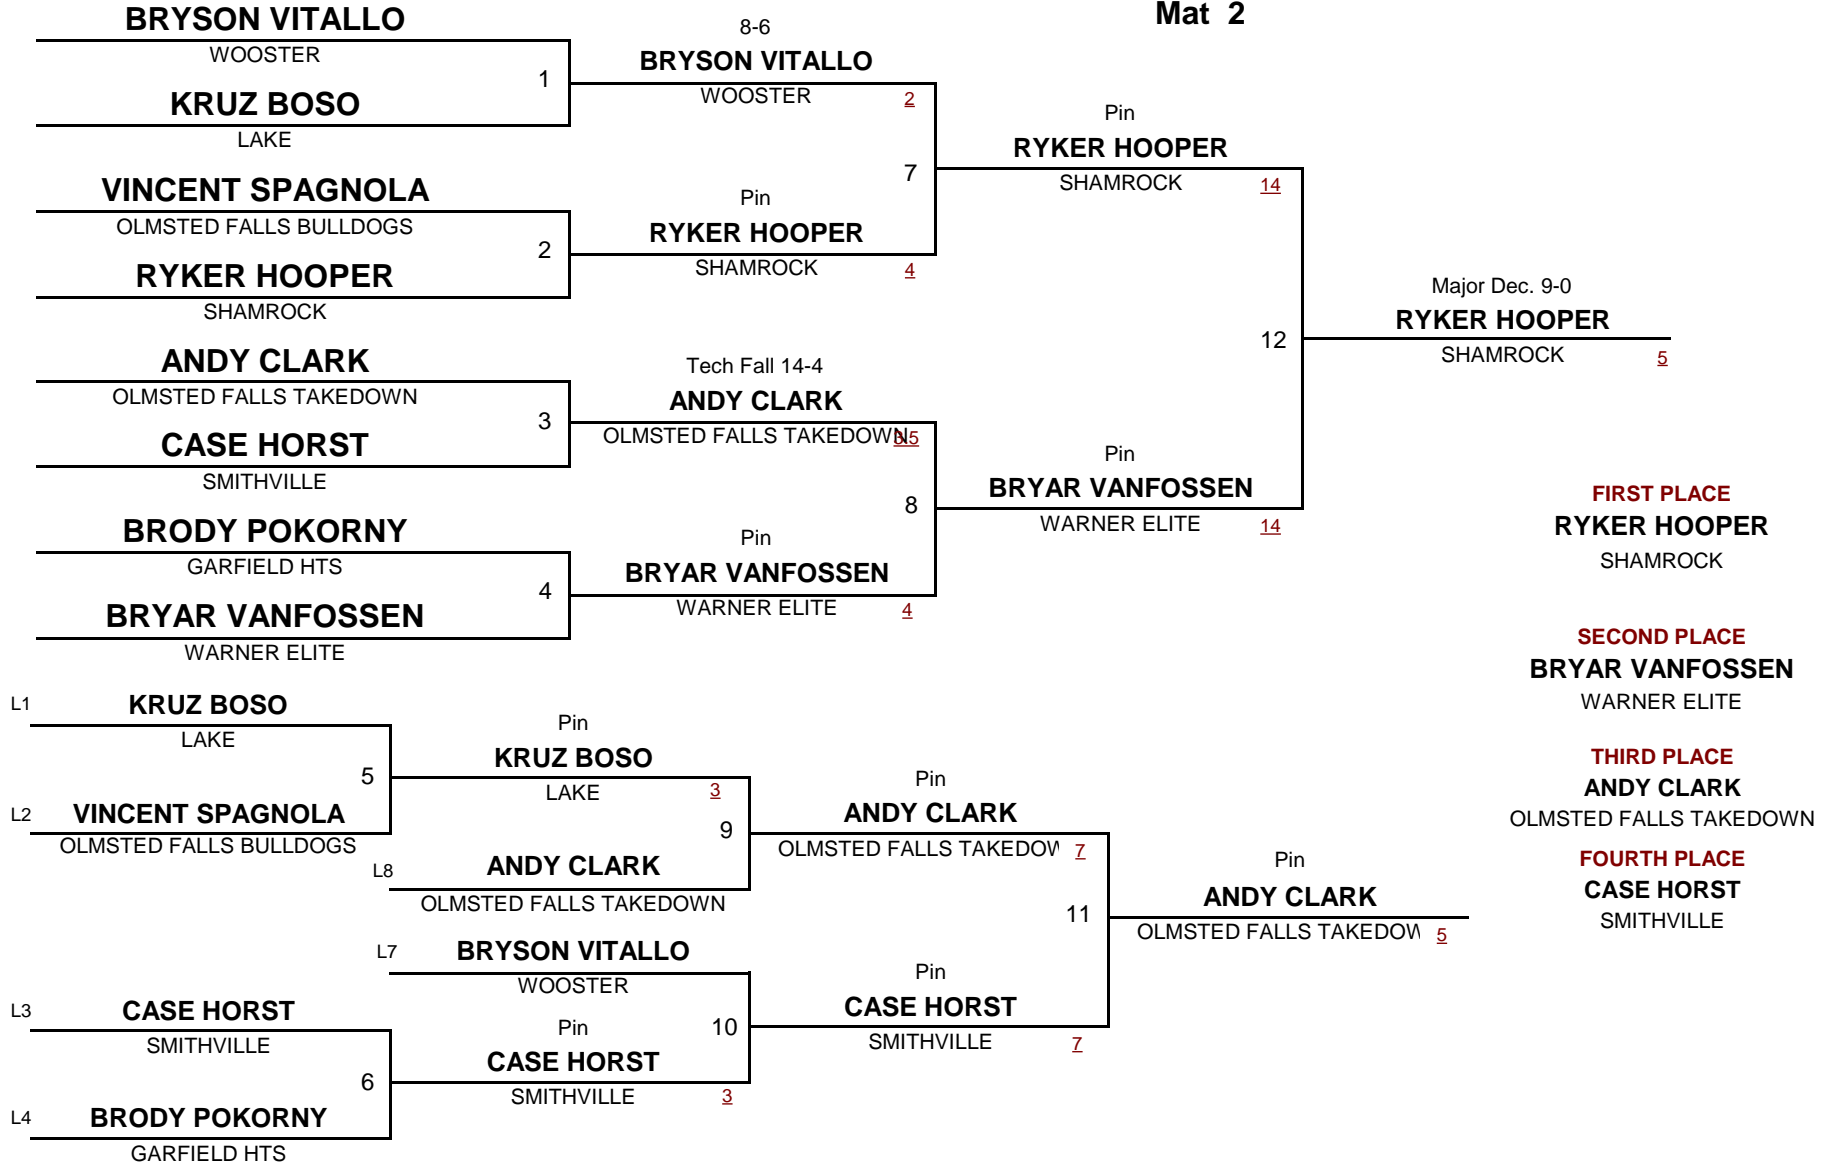 Mat 2
BRYSON VITALLO
WOOSTER
1
KRUZ BOSO
LAKE
VINCENT SPAGNOLA
OLMSTED FALLS BULLDOGS
2
RYKER HOOPER
SHAMROCK
ANDY CLARK
OLMSTED FALLS TAKEDOWN
3
CASE HORST
SMITHVILLE
BRODY POKORNY
GARFIELD HTS
4
BRYAR VANFOSSEN
WARNER ELITE
8-6
BRYSON VITALLO
WOOSTER 2
7
Pin
RYKER HOOPER
SHAMROCK 4
Tech Fall 14-4
ANDY CLARK
OLMSTED FALLS TAKEDOWN 3.5
8
Pin
BRYAR VANFOSSEN
WARNER ELITE 4
Pin
RYKER HOOPER
SHAMROCK 14
12
Pin
BRYAR VANFOSSEN
WARNER ELITE 14
Major Dec. 9-0
RYKER HOOPER
SHAMROCK 5
FIRST PLACE
RYKER HOOPER
SHAMROCK
SECOND PLACE
BRYAR VANFOSSEN
WARNER ELITE
THIRD PLACE
ANDY CLARK
OLMSTED FALLS TAKEDOWN
FOURTH PLACE
CASE HORST
SMITHVILLE
L1 KRUZ BOSO
LAKE
5
L2 VINCENT SPAGNOLA
OLMSTED FALLS BULLDOGS
Pin
KRUZ BOSO
LAKE 3
9
L8 ANDY CLARK
OLMSTED FALLS TAKEDOWN
L7 BRYSON VITALLO
WOOSTER
10
L3 CASE HORST
SMITHVILLE
6
L4 BRODY POKORNY
GARFIELD HTS
Pin
CASE HORST
SMITHVILLE 3
Pin
ANDY CLARK
OLMSTED FALLS TAKEDOW 7
11
Pin
CASE HORST
SMITHVILLE 7
Pin
ANDY CLARK
OLMSTED FALLS TAKEDOW 5